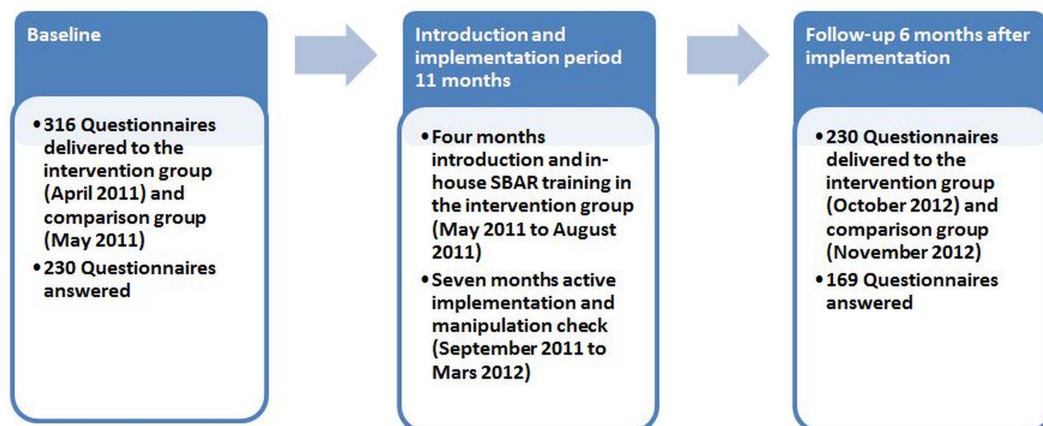 Baseline
•316 Questionnaires
delivered to the
intervention group
(April 2011) and
comparison group
(May 2011)
•230 Questionnaires
answered
Introduction and
implementation period
11 months
•Four months
introduction and in-
house SBAR training in
the intervention group
(May 2011 to August
2011)
•Seven months active
implementation and
manipulation check
(September 2011 to
Mars 2012)
Follow-up 6 months after
implementation
•230 Questionnaires
delivered to the
intervention group
(October 2012) and
comparison group
(November 2012)
•169 Questionnaires
answered